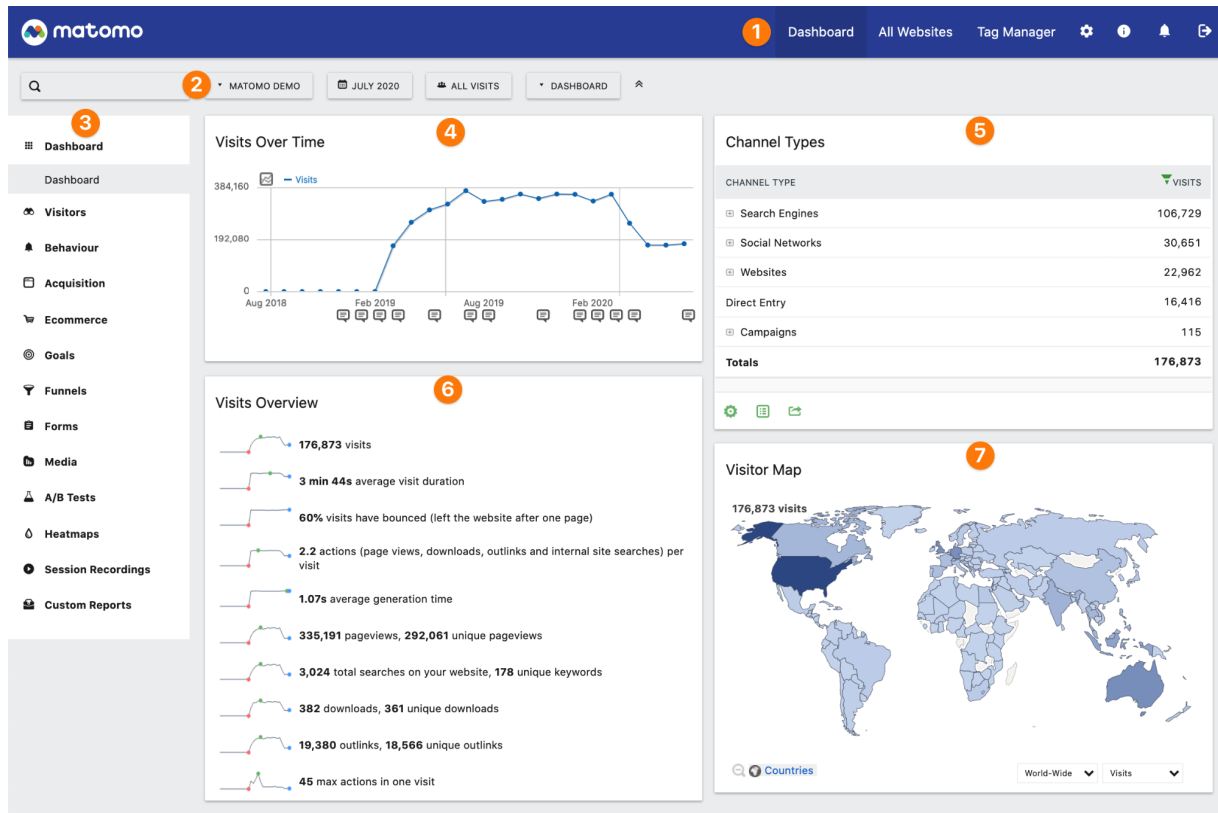 matomo
1
Dashboard
All Websites
Tag Manager
2
MATOMO DEMO
JULY 2020
ALL VISITS
DASHBOARD
3
Dashboard
Dashboard
Visitors
Behaviour
Acquisition
Ecommerce
Goals
Funnels
Forms
Media
A/B Tests
Heatmaps
Session Recordings
Custom Reports
4
Visits Over Time
Visits
384,160
192,080
0
Aug 2018
Feb 2019
Aug 2019
Feb 2020
5
Channel Types
CHANNEL TYPE
VISITS
Search Engines
106,729
Social Networks
30,651
Websites
22,962
Direct Entry
16,416
Campaigns
115
Totals
176,873
6
Visits Overview
176,873 visits
3 min 44s average visit duration
60% visits have bounced (left the website after one page)
2.2 actions (page views, downloads, outlinks and internal site searches) per
visit
1.07s average generation time
335,191 pageviews, 292,061 unique pageviews
3,024 total searches on your website, 178 unique keywords
382 downloads, 361 unique downloads
19,380 outlinks, 18,566 unique outlinks
45 max actions in one visit
7
Visitor Map
176,873 visits
Countries
World-Wide
Visits